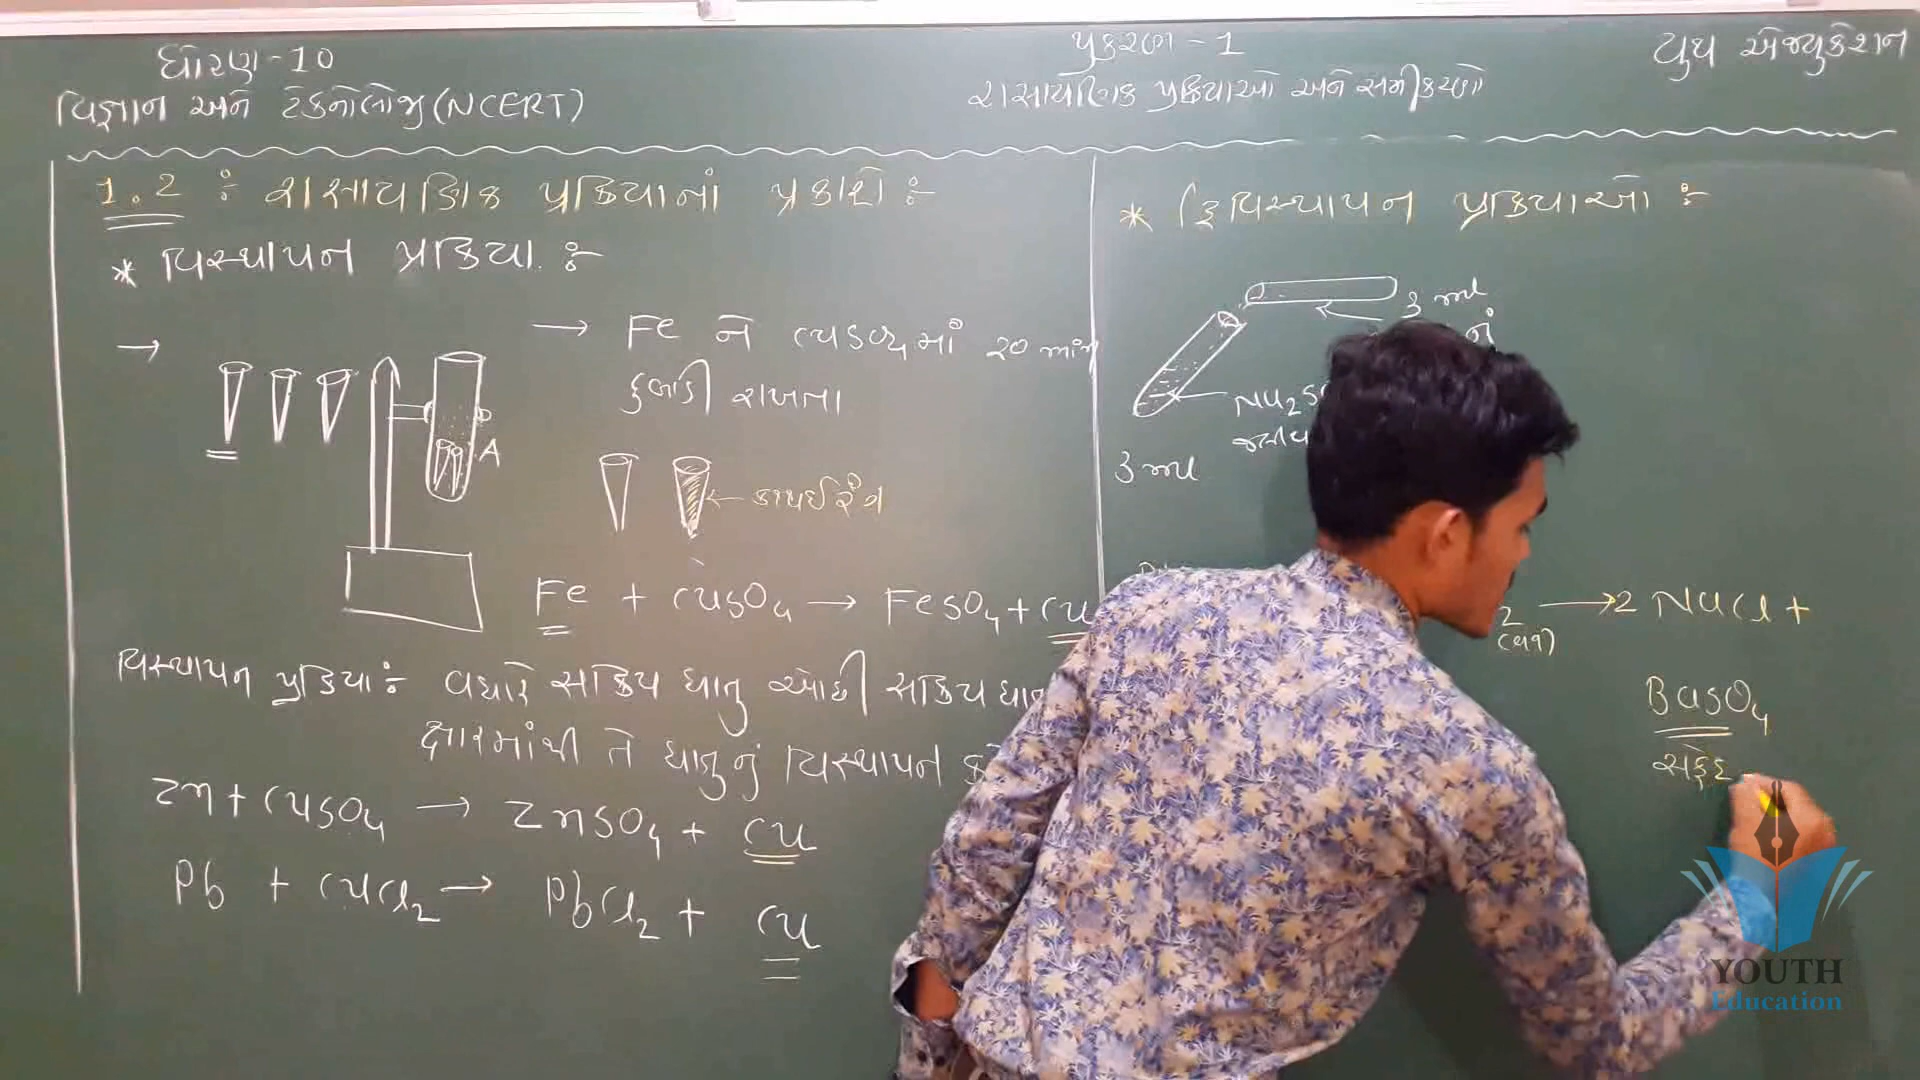 ધોરણ-10
વિજ્ઞાન અને ટેકનોલોજી (NCERT)
પ્રકરણ - 1
રાસાયણિક પ્રક્રિયાઓ અને સમીકરણો
યુથ એજ્યુકેશન
1.2 : રાસાયણિક પ્રક્રિયાનાં પ્રકારો :-
* વિસ્થાપન પ્રક્રિયા :-
→
→ Fe ને CuSO4માં 20
ડુબાડી રાખતા
A
← કથ્થાઈ રંગ
Fe + CuSO4 → FeSO4 + Cu
વિસ્થાપન પ્રક્રિયા : વધારે સક્રિય ધાતુ ઓછી સક્રિય
ક્ષારમાંથી તે ધાતુનું વિસ્થાપન
Zn + CuSO4 → ZnSO4 + Cu
Pb + CuCl2 → PbCl2 + Cu
* દ્વિવિસ્થાપન પ્રક્રિયાઓ :-
3 ml
Na2S
3 ml
2 → 2 NaCl +
BaSO4
સફેદ
YOUTH
Education